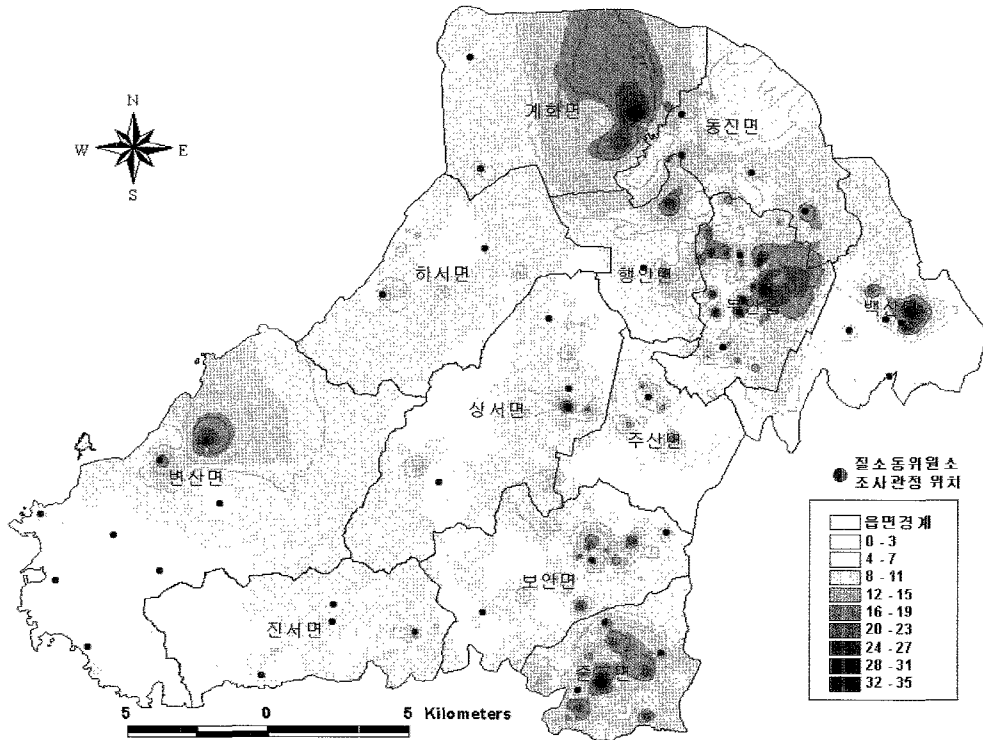 N
W E
S
계화면
동진면
하서면
행안면
백산면
상서면
주산면
변산면
보안면
진서면
질소동위원소
조사관정 위치
읍면경계
0 - 3
4 - 7
8 - 11
12 - 15
16 - 19
20 - 23
24 - 27
28 - 31
32 - 35
5 0 5 Kilometers